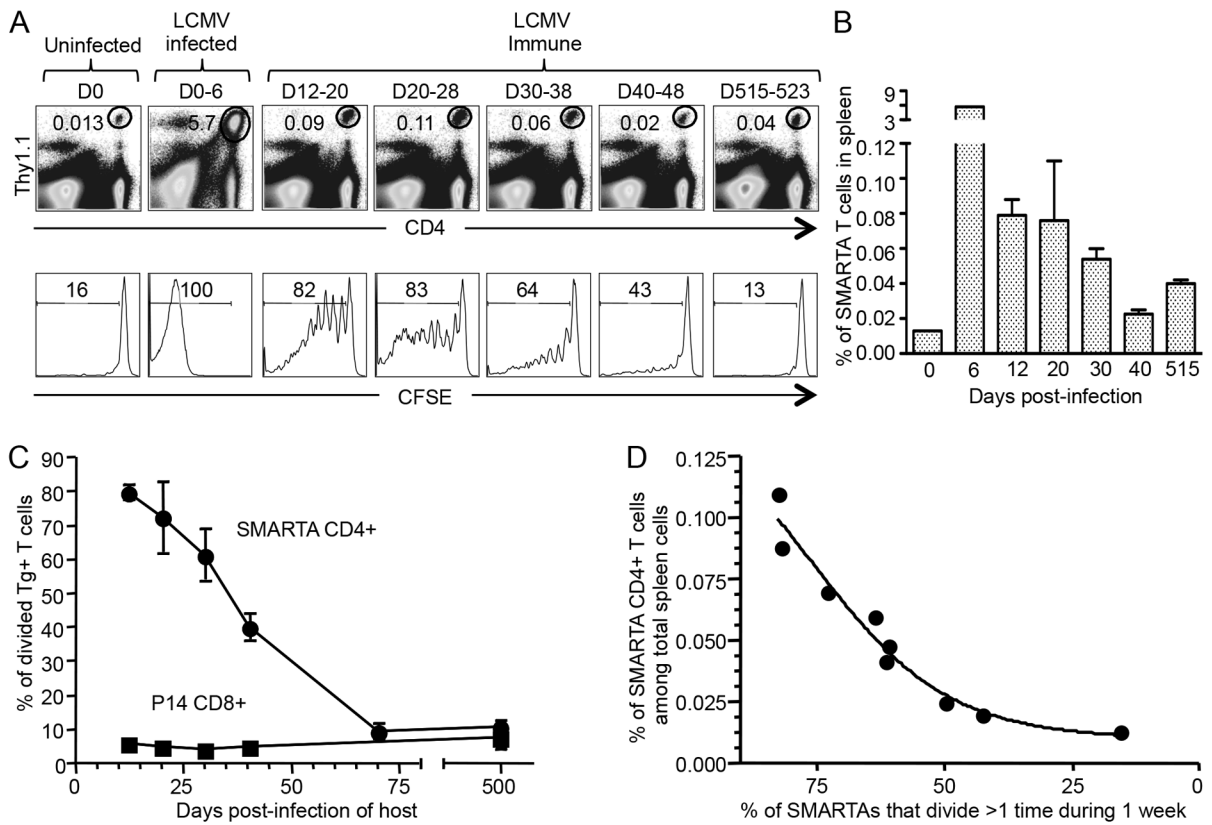 A
Uninfected
LCMV
infected
LCMV
Immune
D0
D0-6
D12-20
D20-28
D30-38
D40-48
D515-523
Thy1.1
0.013
5.7
0.09
0.11
0.06
0.02
0.04
CD4
16
100
82
83
64
43
13
CFSE
B
% of SMARTA T cells in spleen
9
6
3
0.12
0.10
0.08
0.06
0.04
0.02
0.00
0 6 12 20 30 40 515
Days post-infection
C
% of divided Tg+ T cells
90
80
70
60
50
40
30
20
10
0
SMARTA CD4+
P14 CD8+
0 25 50 75 500
Days post-infection of host
D
% of SMARTA CD4+ T cells
among total spleen cells
0.125
0.100
0.075
0.050
0.025
0.000
75 50 25 0
% of SMARTAs that divide >1 time during 1 week